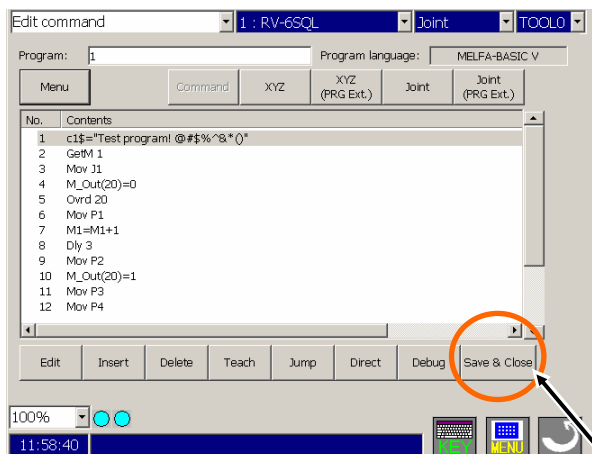 Edit command 1 : RV-6SQL Joint TOOL0
Program: 1 Program language: MELFA-BASIC V
Menu Command XYZ XYZ (PRG Ext.) Joint Joint (PRG Ext.)
No. Contents
1 c1$="Test program! @#$%^&*()"
2 GetM 1
3 Mov J1
4 M_Out(20)=0
5 Ovrd 20
6 Mov P1
7 M1=M1+1
8 Dly 3
9 Mov P2
10 M_Out(20)=1
11 Mov P3
12 Mov P4
Edit Insert Delete Teach Jump Direct Debug Save & Close
100%
11:58:40 KEY MENU